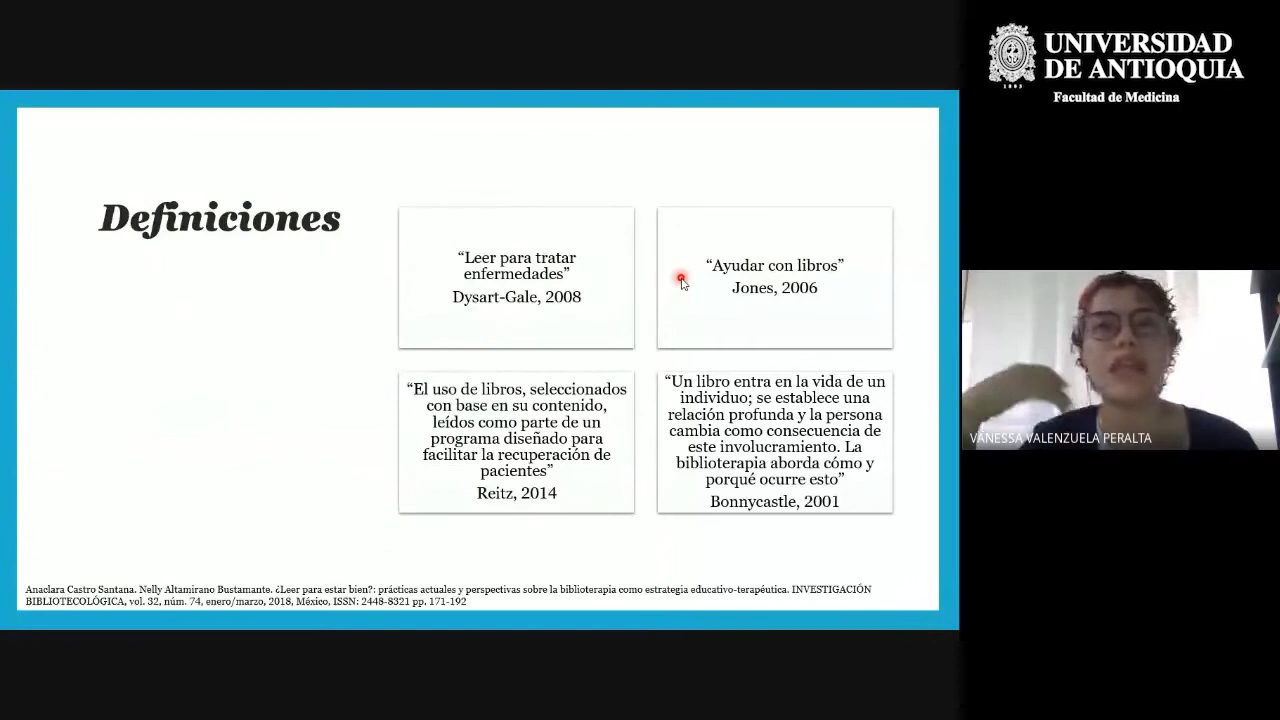 UNIVERSIDAD
DE ANTIOQUIA
1803
Facultad de Medicina
Definiciones
“Leer para tratar
enfermedades”
Dysart-Gale, 2008
“Ayudar con libros”
Jones, 2006
“El uso de libros, seleccionados
con base en su contenido,
leídos como parte de un
programa diseñado para
facilitar la recuperación de
pacientes”
Reitz, 2014
“Un libro entra en la vida de un
individuo; se establece una
relación profunda y la persona
cambia como consecuencia de
este involucramiento. La
biblioterapia aborda cómo y
porqué ocurre esto”
Bonnycastle, 2001
Anaclara Castro Santana. Nelly Altamirano Bustamante. ¿Leer para estar bien?: prácticas actuales y perspectivas sobre la biblioterapia como estrategia educativo-terapéutica. INVESTIGACIÓN
BIBLIOTECOLÓGICA, vol. 32, núm. 74, enero/marzo, 2018, México, ISSN: 2448-8321 pp. 171-192
VANESSA VALENZUELA PERALTA